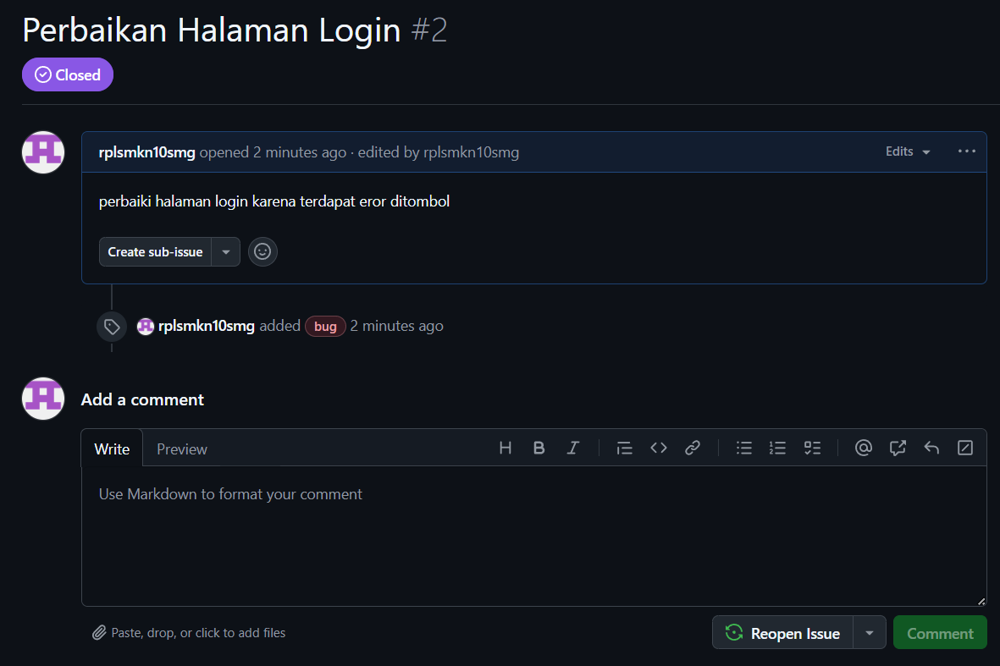 Perbaikan Halaman Login #2
Closed
rplsmkn10smg opened 2 minutes ago · edited by rplsmkn10smg Edits
perbaiki halaman login karena terdapat eror ditombol
Create sub-issue
rplsmkn10smg added bug 2 minutes ago
Add a comment
Write Preview
Use Markdown to format your comment
Paste, drop, or click to add files
Reopen Issue Comment